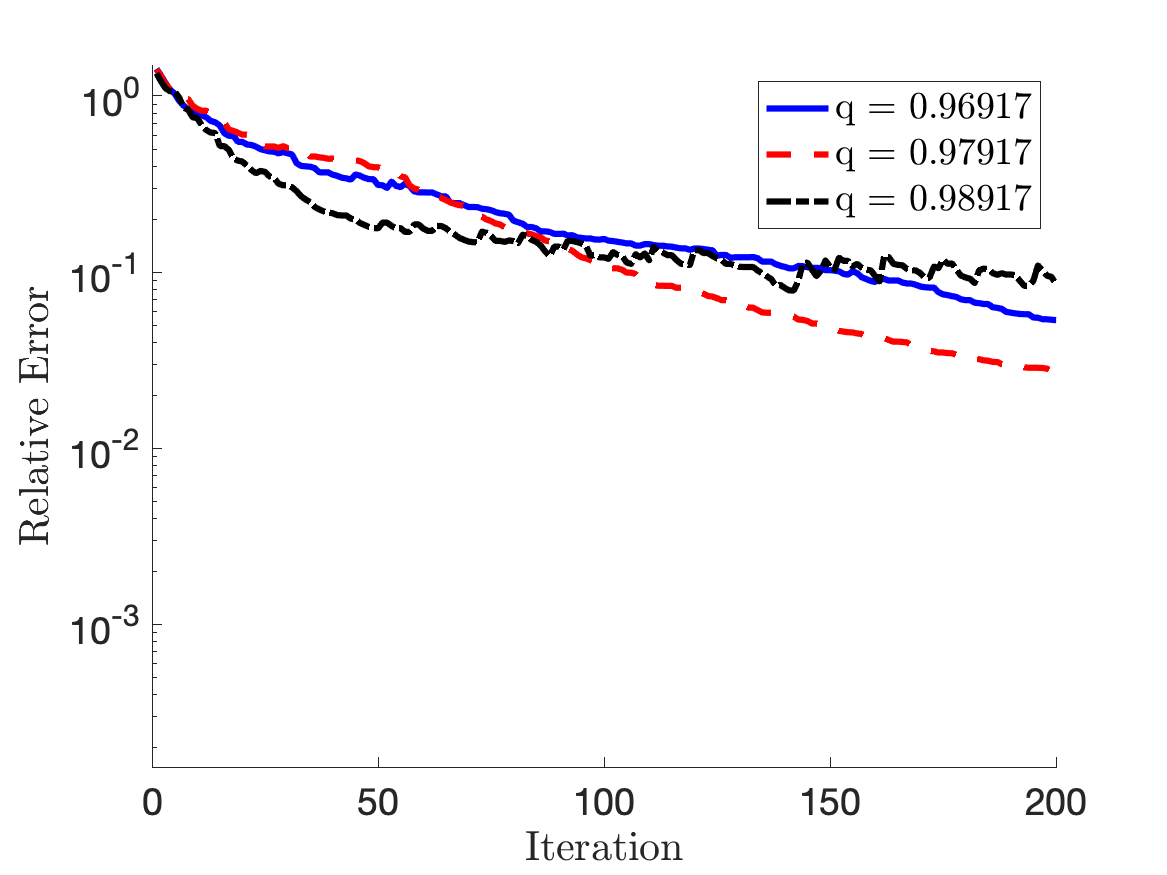 q = 0.96917
q = 0.97917
q = 0.98917
10^0
10^-1
10^-2
10^-3
Relative Error
0 50 100 150 200
Iteration